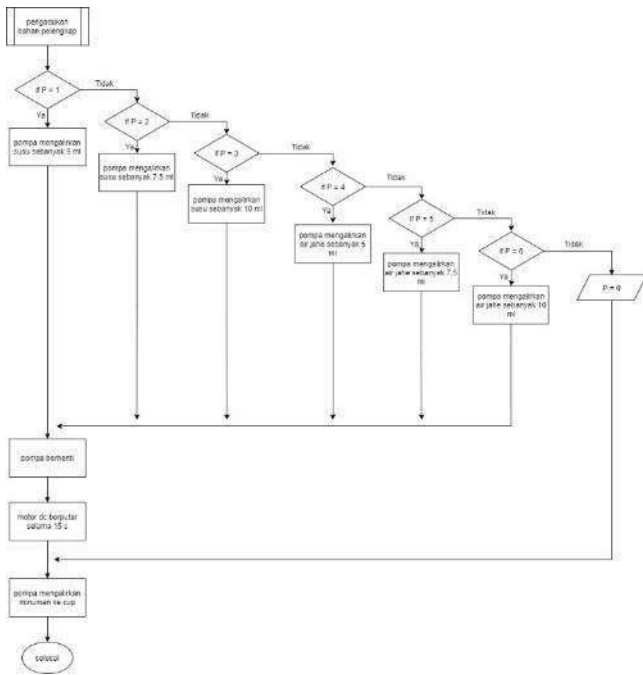 pengadukan
bahan pelengkap
if P = 1
Tidak
Ya
pompa mengalirkan
susu sebanyak 5 ml
if P = 2
Tidak
Ya
pompa mengalirkan
susu sebanyak 7,5 ml
if P = 3
Tidak
Ya
pompa mengalirkan
susu sebanyak 10 ml
if P = 4
Tidak
Ya
pompa mengalirkan
air jahe sebanyak 5
ml
if P = 5
Tidak
Ya
pompa mengalirkan
air jahe sebanyak 7,5
ml
if P = 6
Tidak
Ya
pompa mengalirkan
air jahe sebanyak 10
ml
P = 0
pompa berhenti
motor dc berputar
selama 15 s
pompa mengalirkan
minuman ke cup
selesai